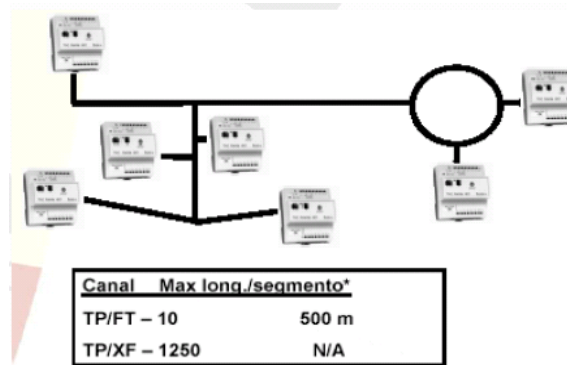 Canal Max long./segmento*
TP/FT – 10 500 m
TP/XF – 1250 N/A